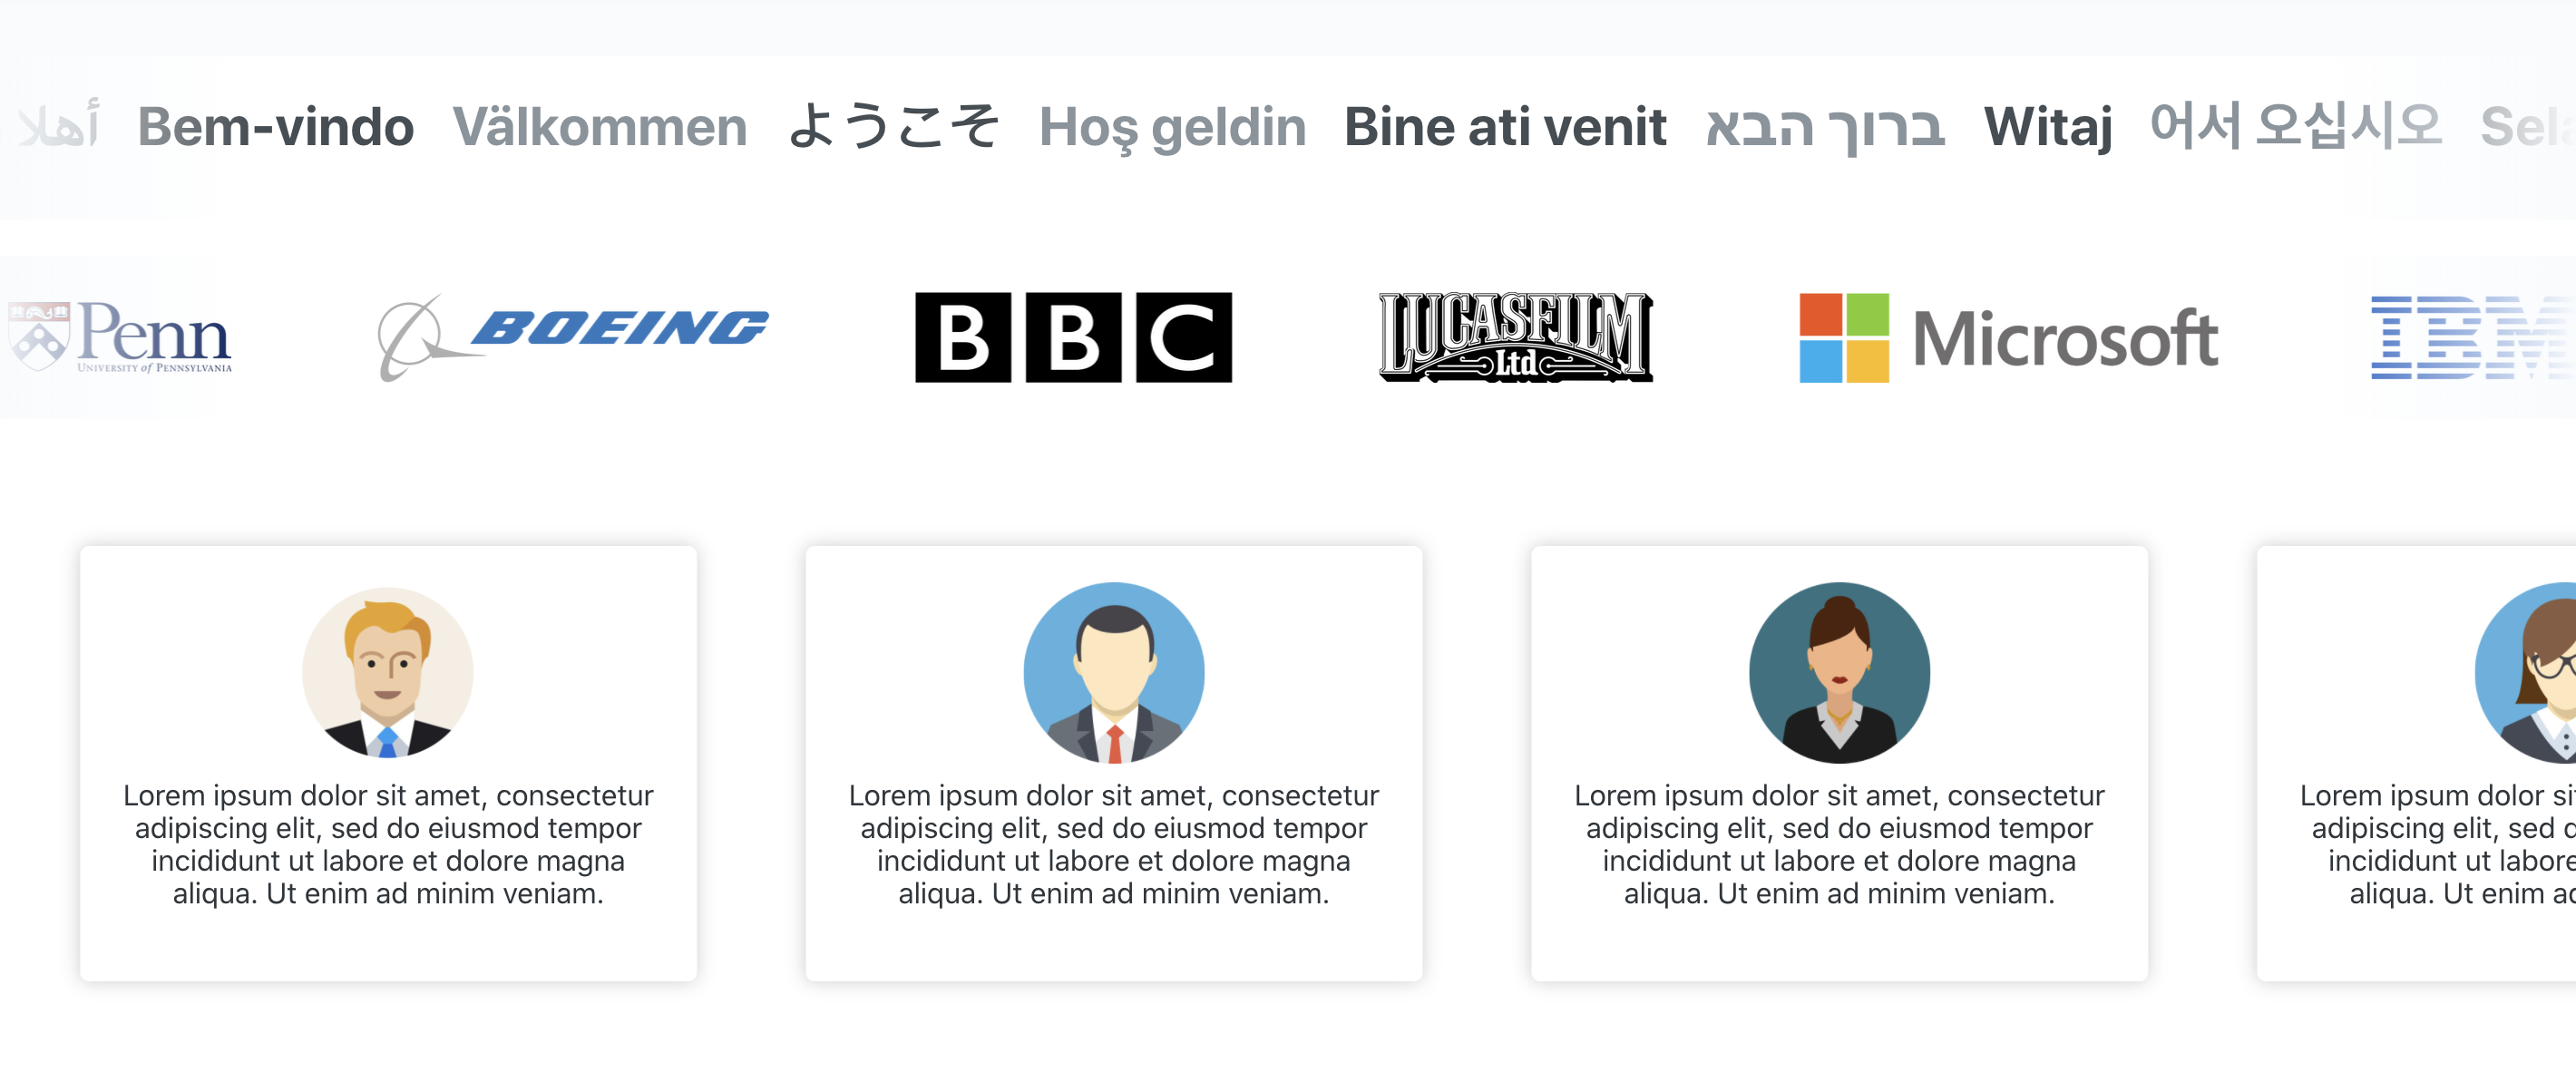 أهلا Bem-vindo Välkommen ようこそ Hoş geldin Bine ati venit ברוך הבא Witaj 어서 오십시오
Penn
UNIVERSITY of PENNSYLVANIA
BOEING
BBC
LUCASFILM
Ltd
Microsoft
IBM
Lorem ipsum dolor sit amet, consectetur
adipiscing elit, sed do eiusmod tempor
incididunt ut labore et dolore magna
aliqua. Ut enim ad minim veniam.
Lorem ipsum dolor sit amet, consectetur
adipiscing elit, sed do eiusmod tempor
incididunt ut labore et dolore magna
aliqua. Ut enim ad minim veniam.
Lorem ipsum dolor sit amet, consectetur
adipiscing elit, sed do eiusmod tempor
incididunt ut labore et dolore magna
aliqua. Ut enim ad minim veniam.
Lorem ipsum dolor
adipiscing elit, sed
incididunt ut labore
aliqua. Ut enim